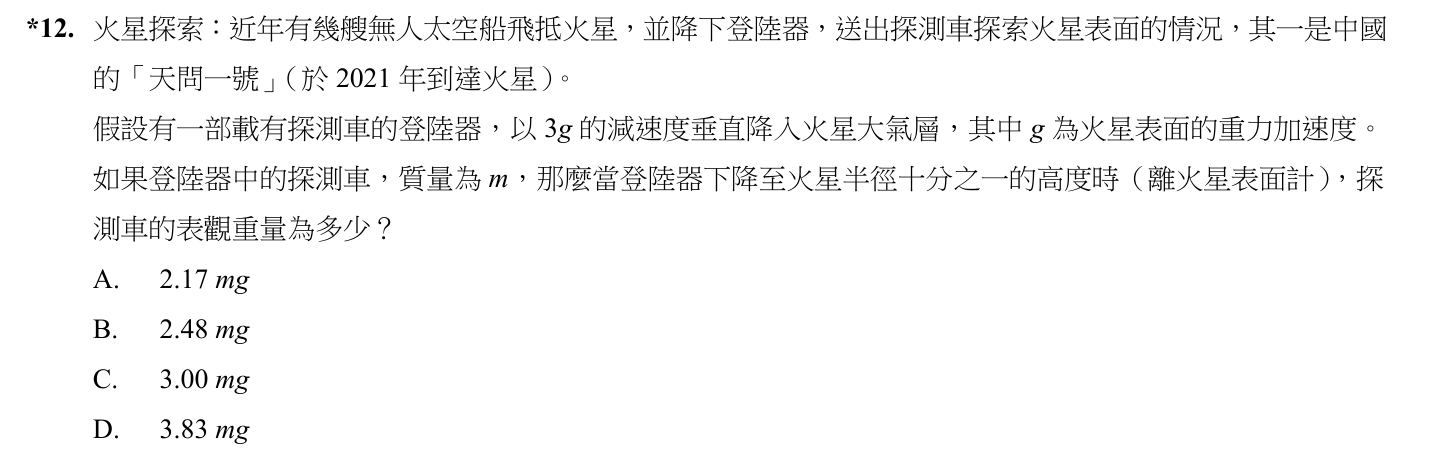 *12. 火星探索：近年有幾艘無人太空船飛抵火星，並降下登陸器，送出探測車探索火星表面的情況，其一是中國
的「天問一號」（於 2021 年到達火星）。
假設有一部載有探測車的登陸器，以 3g 的減速度垂直降入火星大氣層，其中 g 為火星表面的重力加速度。
如果登陸器中的探測車，質量為 m，那麼當登陸器下降至火星半徑十分之一的高度時（離火星表面計），探
測車的表觀重量為多少？
A. 2.17 mg
B. 2.48 mg
C. 3.00 mg
D. 3.83 mg